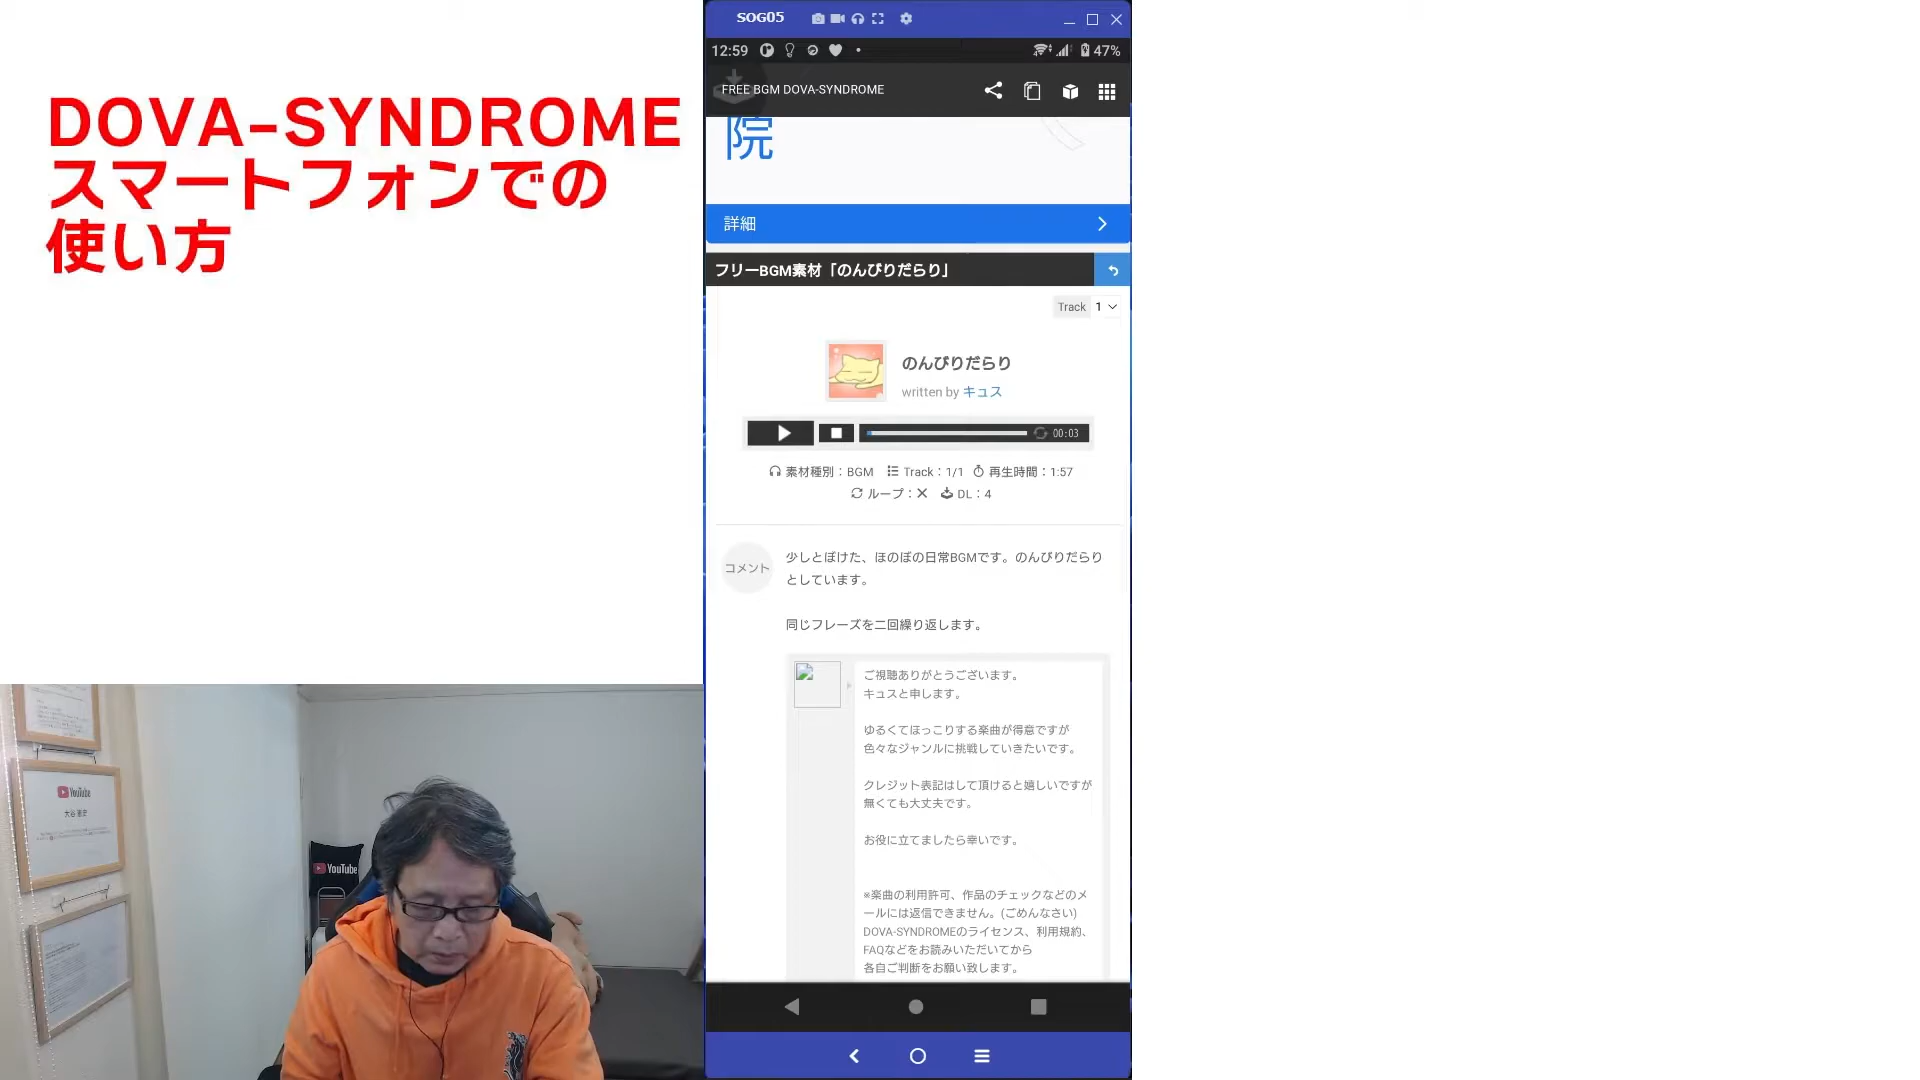 DOVA-SYNDROME
スマートフォンでの
使い方
SOG05
12:59
47%
FREE BGM DOVA-SYNDROME
院
詳細
フリーBGM素材「のんびりだらり」
Track 1
のんびりだらり
written by キュス
00:03
素材種別：BGM Track：1/1 再生時間：1:57
ループ：✕ DL：4
コメント
少しとぼけた、ほのぼの日常BGMです。のんびりだらり
としています。
同じフレーズを二回繰り返します。
ご視聴ありがとうございます。
キュスと申します。
ゆるくてほっこりする楽曲が得意ですが
色々なジャンルに挑戦していきたいです。
クレジット表記はして頂けると嬉しいですが
無くても大丈夫です。
お役に立てましたら幸いです。
※楽曲の利用許可、作品のチェックなどのメ
ールには返信できません。(ごめんなさい)
DOVA-SYNDROMEのライセンス、利用規約、
FAQなどをお読みいただいてから
各自ご判断をお願い致します。
YouTube
YouTube